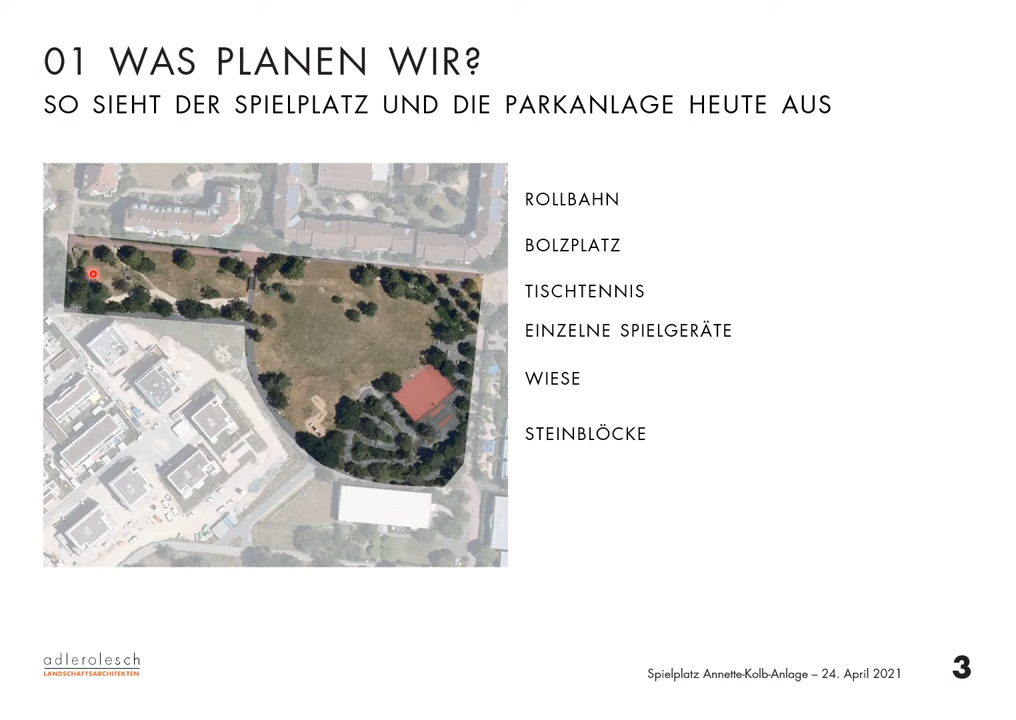 01 WAS PLANEN WIR?
SO SIEHT DER SPIELPLATZ UND DIE PARKANLAGE HEUTE AUS
ROLLBAHN
BOLZPLATZ
TISCHTENNIS
EINZELNE SPIELGERÄTE
WIESE
STEINBLÖCKE
adlerolesch
LANDSCHAFTSARCHITEKTEN
Spielplatz Annette-Kolb-Anlage – 24. April 2021
3